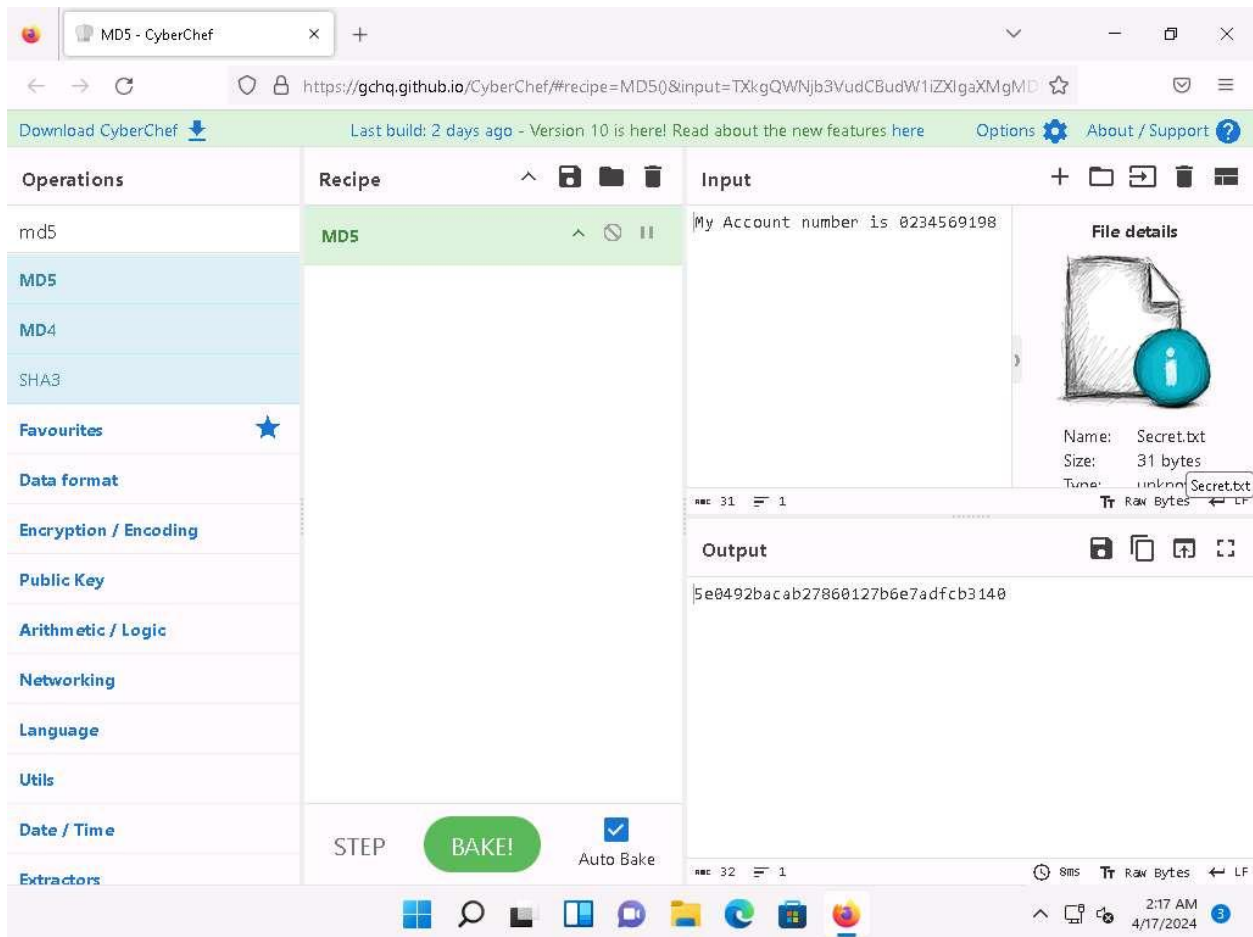 MD5 - CyberChef
https://gchq.github.io/CyberChef/#recipe=MD5()&input=TXkgQWNjb3VudCBudW1iZXIgaXMgMD
Download CyberChef Last build: 2 days ago - Version 10 is here! Read about the new features here Options About / Support
Operations
md5
MD5
MD4
SHA3
Favourites
Data format
Encryption / Encoding
Public Key
Arithmetic / Logic
Networking
Language
Utils
Date / Time
Extractors
Recipe
MD5
STEP BAKE! Auto Bake
Input
My Account number is 0234569198
File details
Name: Secret.txt
Size: 31 bytes
Secret.txt
31 1 Raw Bytes LF
Output
5e0492bacab27860127b6e7adfcb3140
32 1 8ms Raw Bytes LF
2:17 AM
4/17/2024
3